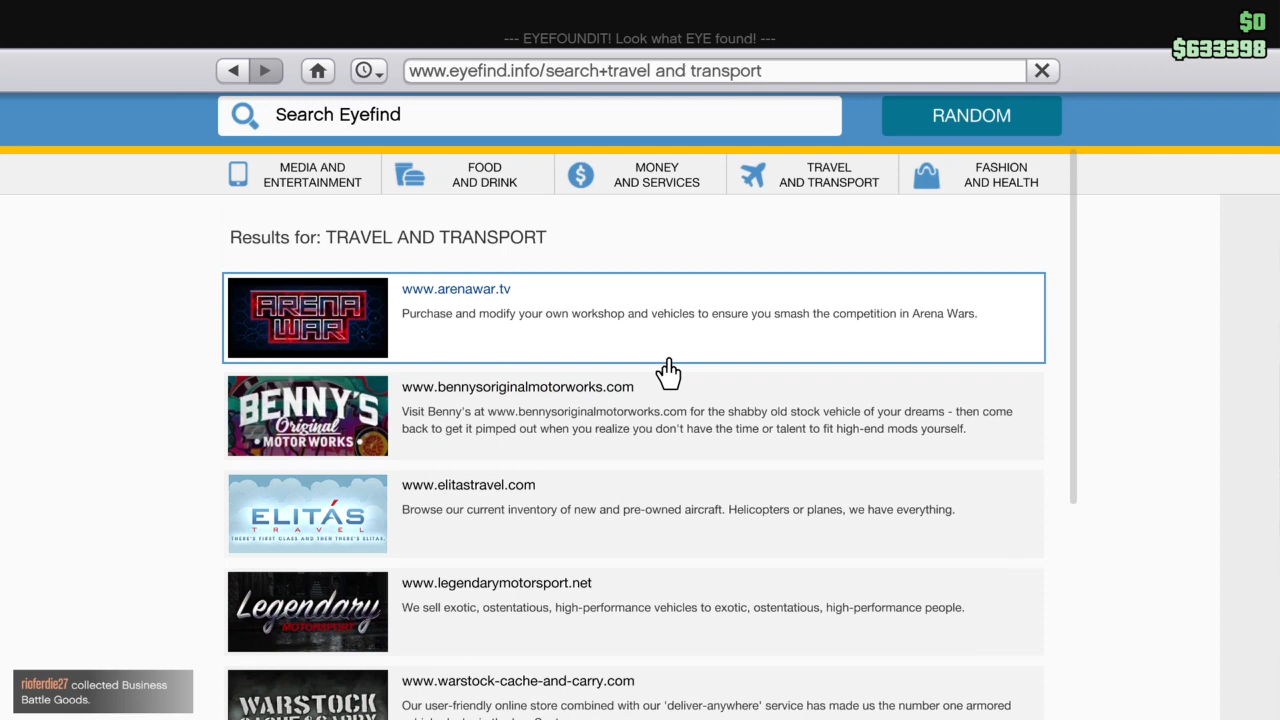 $0
--- EYEFOUNDIT! Look what EYE found! ---
$633398
www.eyefind.info/search+travel and transport
Search Eyefind
RANDOM
MEDIA AND
ENTERTAINMENT
FOOD
AND DRINK
MONEY
AND SERVICES
TRAVEL
AND TRANSPORT
FASHION
AND HEALTH
Results for: TRAVEL AND TRANSPORT
ARENA
WAR
www.arenawar.tv
Purchase and modify your own workshop and vehicles to ensure you smash the competition in Arena Wars.
BENNY'S
Original
MOTOR WORKS
www.bennysoriginalmotorworks.com
Visit Benny's at www.bennysoriginalmotorworks.com for the shabby old stock vehicle of your dreams - then come
back to get it pimped out when you realize you don't have the time or talent to fit high-end mods yourself.
ELITÁS
TRAVEL
THERE'S FIRST CLASS AND THEN THERE'S ELITÁS.
www.elitastravel.com
Browse our current inventory of new and pre-owned aircraft. Helicopters or planes, we have everything.
Legendary
MOTORSPORT
www.legendarymotorsport.net
We sell exotic, ostentatious, high-performance vehicles to exotic, ostentatious, high-performance people.
WARSTOCK
CACHE & CARRY
www.warstock-cache-and-carry.com
Our user-friendly online store combined with our 'deliver-anywhere' service has made us the number one armored
rioferdie27 collected Business
Battle Goods.